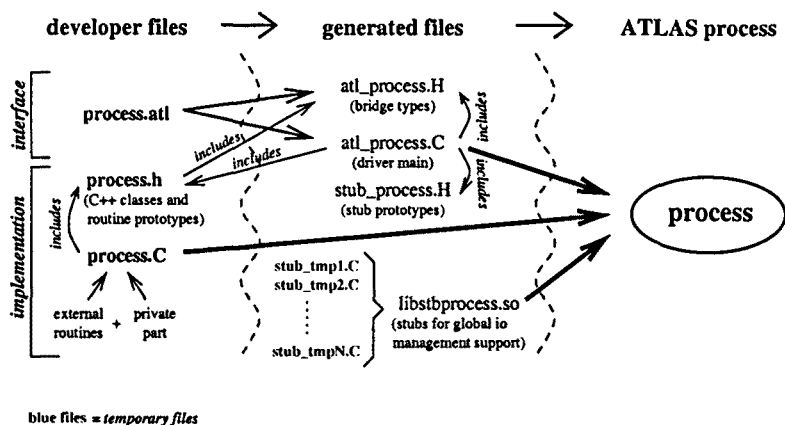 developer files
generated files
ATLAS process
interface
process.atl
atl_process.H
(bridge types)
includes
atl_process.C
(driver main)
includes
includes
includes
stub_process.H
(stub prototypes)
implementation
process.h
(C++ classes and
routine prototypes)
includes
process.C
external
routines
+
private
part
stub_tmp1.C
stub_tmp2.C
stub_tmpN.C
libstbprocess.so
(stubs for global io
management support)
process
blue files = temporary files